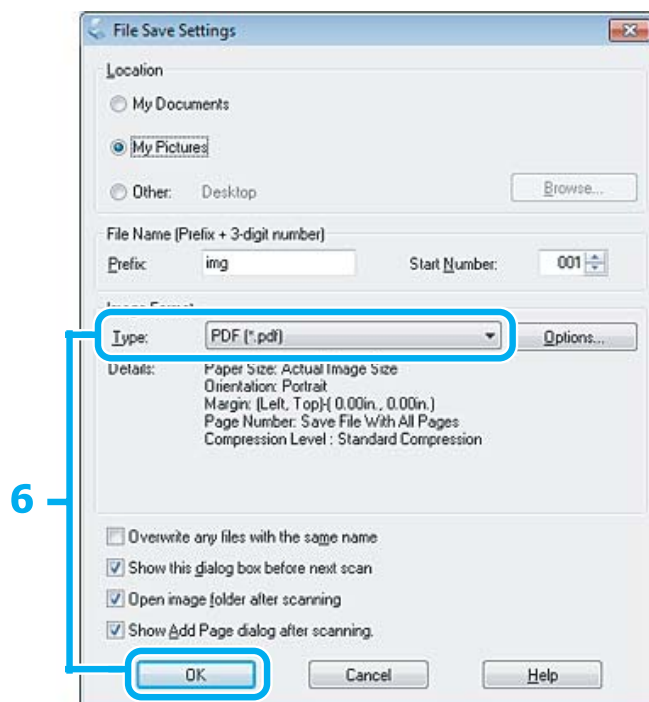 File Save Settings
Location
My Documents
My Pictures
Other: Desktop Browse...
File Name (Prefix + 3-digit number)
Prefix: img Start Number: 001
Image Format
Type: PDF (*.pdf) Options...
Details: Paper Size: Actual Image Size
Orientation: Portrait
Margin: (Left, Top)-( 0.00in., 0.00in.)
Page Number: Save File With All Pages
Compression Level : Standard Compression
6
Overwrite any files with the same name
Show this dialog box before next scan
Open image folder after scanning
Show Add Page dialog after scanning.
OK Cancel Help